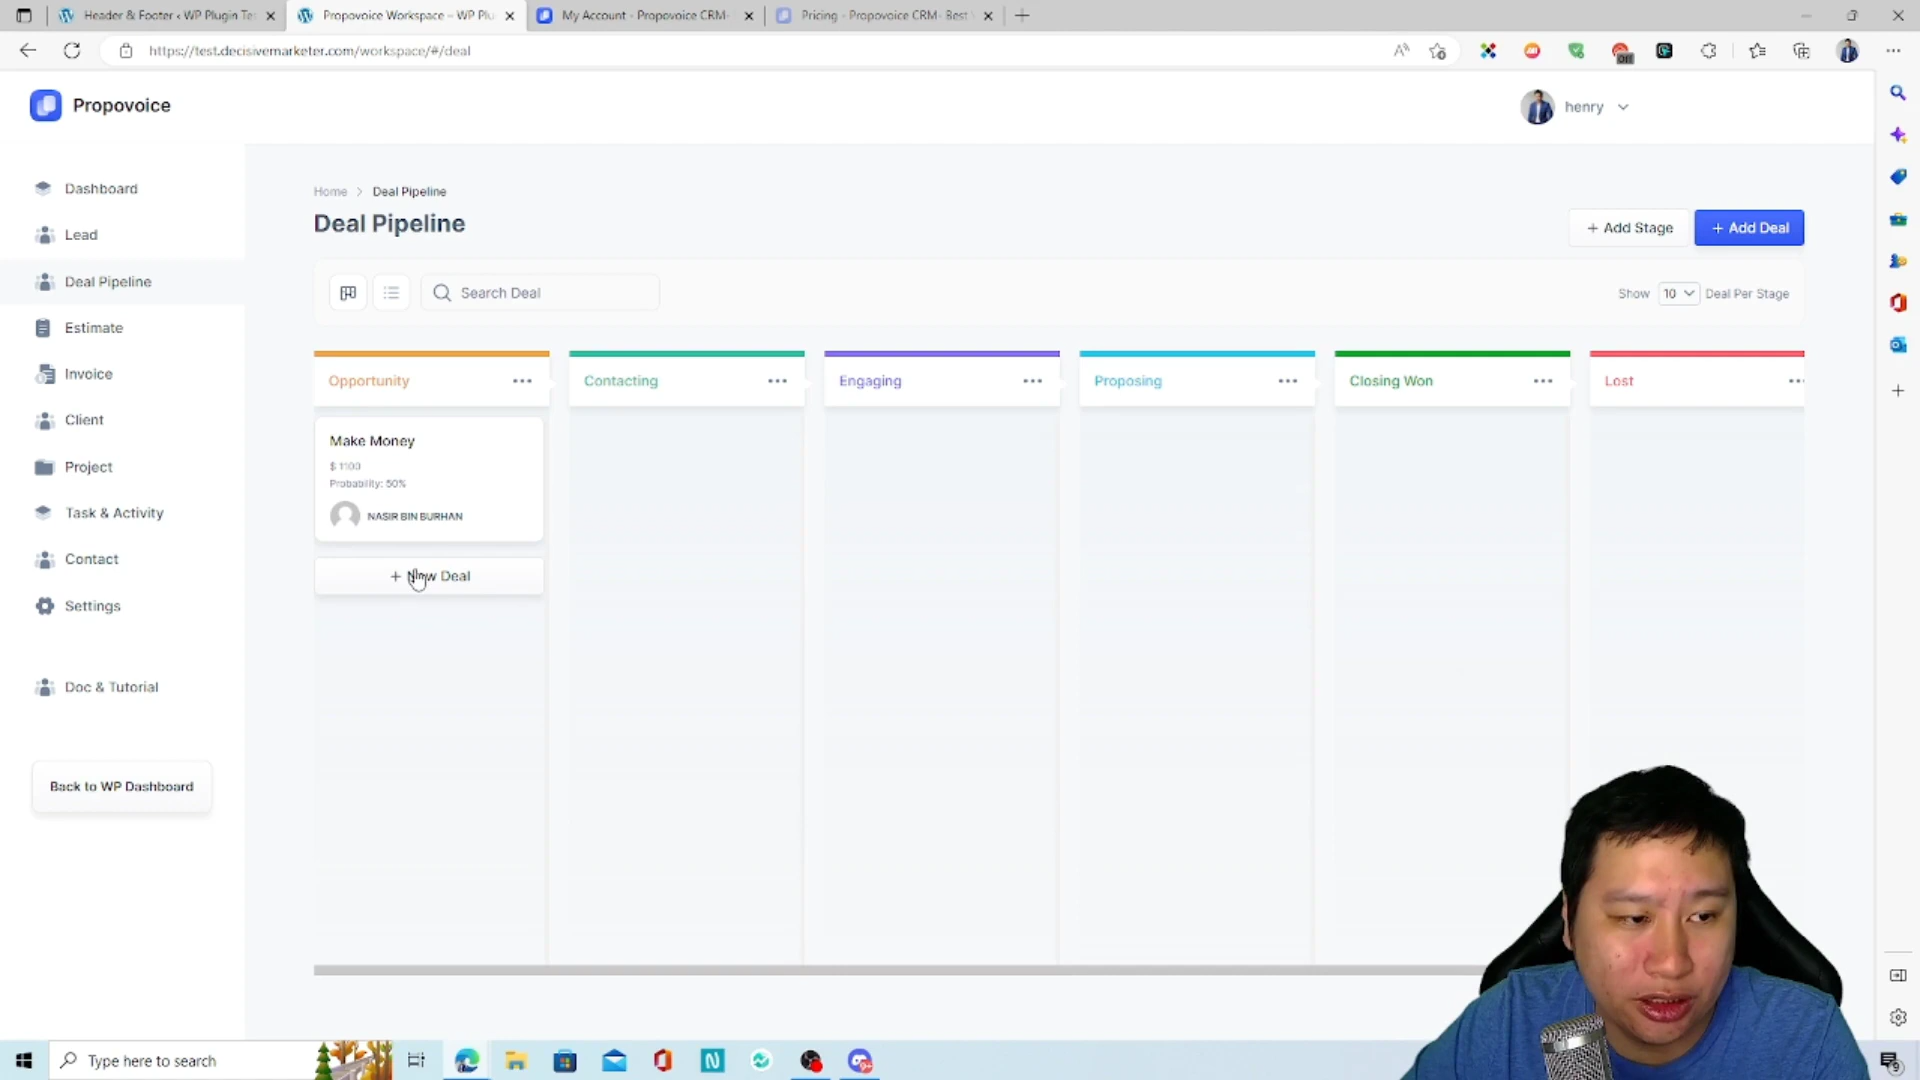 Header & Footer ‹ WP Plugin Te
Propovoice Workspace – WP Plu
My Account - Propovoice CRM-
Pricing - Propovoice CRM- Best
https://test.decisivemarketer.com/workspace/#/deal
Propovoice
henry
Dashboard
Lead
Deal Pipeline
Estimate
Invoice
Client
Project
Task & Activity
Contact
Settings
Doc & Tutorial
Back to WP Dashboard
Home > Deal Pipeline
Deal Pipeline
+ Add Stage
+ Add Deal
Search Deal
Show 10 Deal Per Stage
Opportunity
Contacting
Engaging
Proposing
Closing Won
Lost
Make Money
$ 1100
Probability: 50%
NASIR BIN BURHAN
+ New Deal
Type here to search